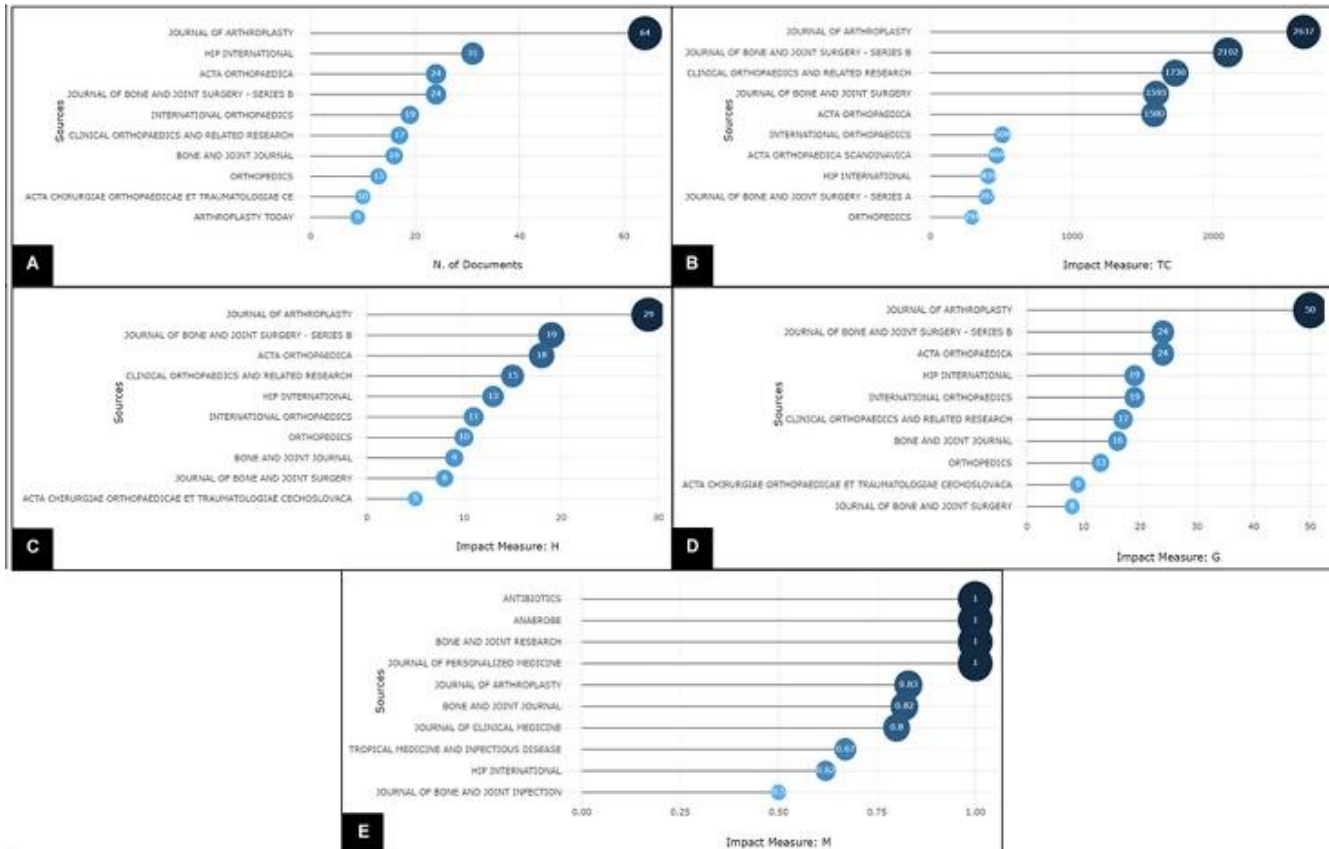 JOURNAL OF ARTHROPLASTY 64
HIP INTERNATIONAL 31
ACTA ORTHOPAEDICA 24
JOURNAL OF BONE AND JOINT SURGERY - SERIES B 24
INTERNATIONAL ORTHOPAEDICS 19
CLINICAL ORTHOPAEDICS AND RELATED RESEARCH 17
BONE AND JOINT JOURNAL 16
ORTHOPEDICS 13
ACTA CHIRURGIAE ORTHOPAEDICAE ET TRAUMATOLOGIAE CE 10
ARTHROPLASTY TODAY 9
Sources
0 20 40 60
N. of Documents
A
JOURNAL OF ARTHROPLASTY 2637
JOURNAL OF BONE AND JOINT SURGERY - SERIES B 2102
CLINICAL ORTHOPAEDICS AND RELATED RESEARCH 1730
JOURNAL OF BONE AND JOINT SURGERY 1595
ACTA ORTHOPAEDICA 1580
INTERNATIONAL ORTHOPAEDICS
ACTA ORTHOPAEDICA SCANDINAVICA
HIP INTERNATIONAL
JOURNAL OF BONE AND JOINT SURGERY - SERIES A
ORTHOPEDICS
Sources
0 1000 2000
Impact Measure: TC
B
JOURNAL OF ARTHROPLASTY 29
JOURNAL OF BONE AND JOINT SURGERY - SERIES B 19
ACTA ORTHOPAEDICA 18
CLINICAL ORTHOPAEDICS AND RELATED RESEARCH 15
HIP INTERNATIONAL 13
INTERNATIONAL ORTHOPAEDICS 11
ORTHOPEDICS 10
BONE AND JOINT JOURNAL 9
JOURNAL OF BONE AND JOINT SURGERY 8
ACTA CHIRURGIAE ORTHOPAEDICAE ET TRAUMATOLOGIAE CECHOSLOVACA 5
Sources
0 10 20 30
Impact Measure: H
C
JOURNAL OF ARTHROPLASTY 50
JOURNAL OF BONE AND JOINT SURGERY - SERIES B 24
ACTA ORTHOPAEDICA 24
HIP INTERNATIONAL 19
INTERNATIONAL ORTHOPAEDICS 19
CLINICAL ORTHOPAEDICS AND RELATED RESEARCH 17
BONE AND JOINT JOURNAL 16
ORTHOPEDICS 13
ACTA CHIRURGIAE ORTHOPAEDICAE ET TRAUMATOLOGIAE CECHOSLOVACA 9
JOURNAL OF BONE AND JOINT SURGERY 8
Sources
0 10 20 30 40 50
Impact Measure: G
D
ANTIBIOTICS 1
ANAEROBE 1
BONE AND JOINT RESEARCH 1
JOURNAL OF PERSONALIZED MEDICINE 1
JOURNAL OF ARTHROPLASTY 0.83
BONE AND JOINT JOURNAL 0.82
JOURNAL OF CLINICAL MEDICINE 0.8
TROPICAL MEDICINE AND INFECTIOUS DISEASE 0.67
HIP INTERNATIONAL
JOURNAL OF BONE AND JOINT INFECTION 0.5
Sources
0.00 0.25 0.50 0.75 1.00
Impact Measure: M
E